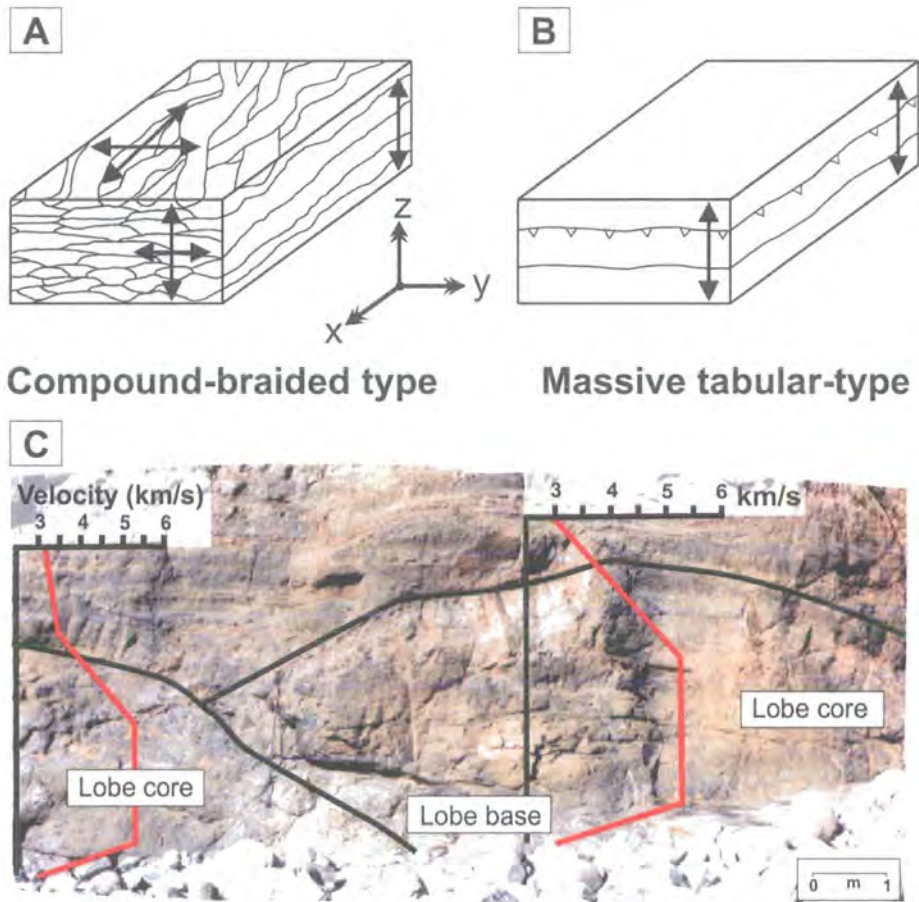 A
B
z
y
x
Compound-braided type
Massive tabular-type
C
Velocity (km/s)
3 4 5 6
3 4 5 6 km/s
Lobe core
Lobe core
Lobe base
0 m 1